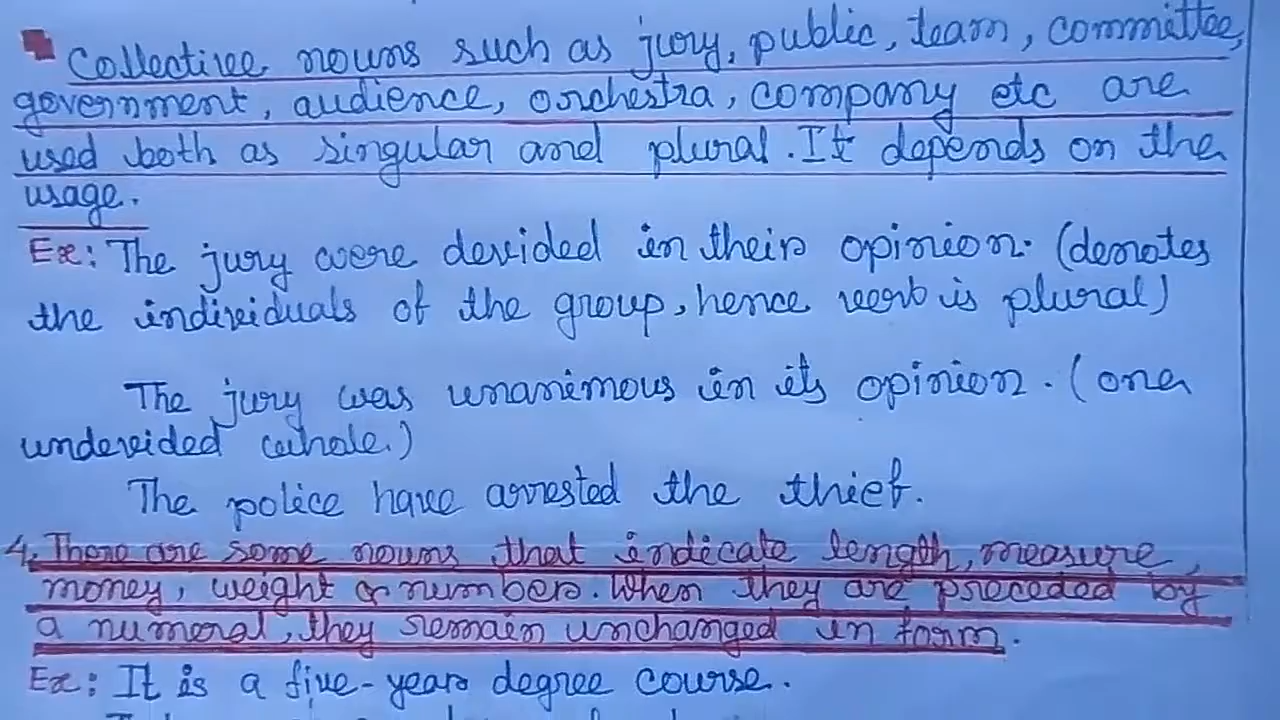 Collective nouns such as jury, public, team, committee,
government, audience, orchestra, company etc are
used both as singular and plural. It depends on the
usage.
Ex: The jury were devided in their opinion. (denotes
the individuals of the group, hence verb is plural)
The jury was unanimous in its opinion. (one
undevided whole.)
The police have arrested the thief.
4. There are some nouns that indicate length, measure,
money, weight or number. When they are preceded by
a numeral, they remain unchanged in form.
Ex: It is a five-year degree course.